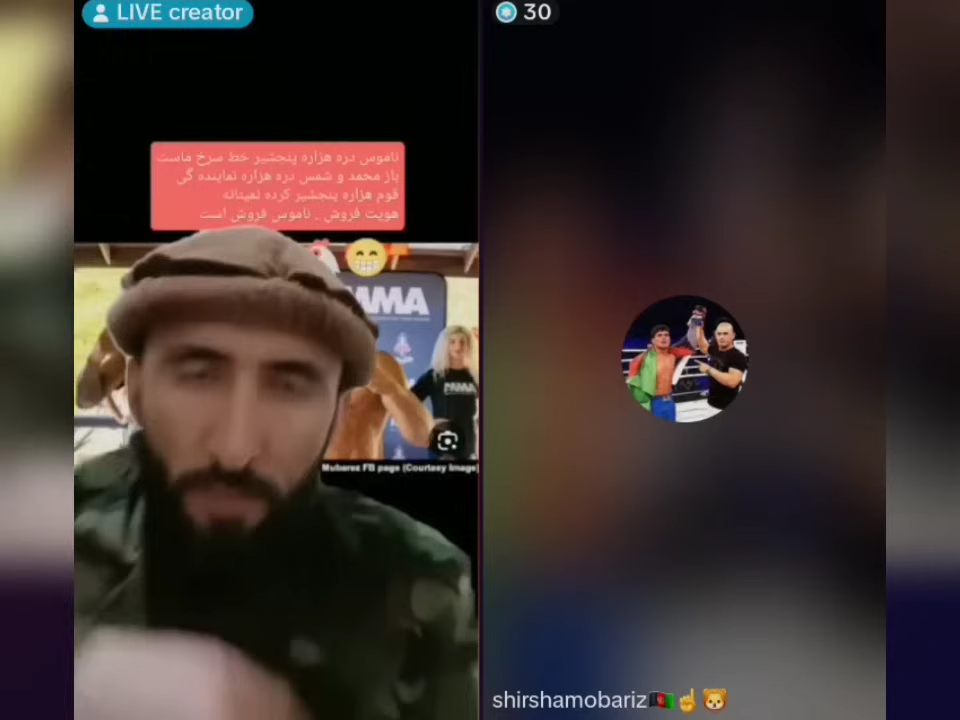 LIVE creator
30
ناموس دره هزاره پنجشیر خط سرخ ماست
باز محمد و شمس دره هزاره نماینده گی
قوم هزاره پنجشیر کرده نمیتانه
هویت فروش . ناموس فروش است
MMA
Mubarez FB page (Courtesy Image)
shirshamobariz🇦🇫☝️🐯